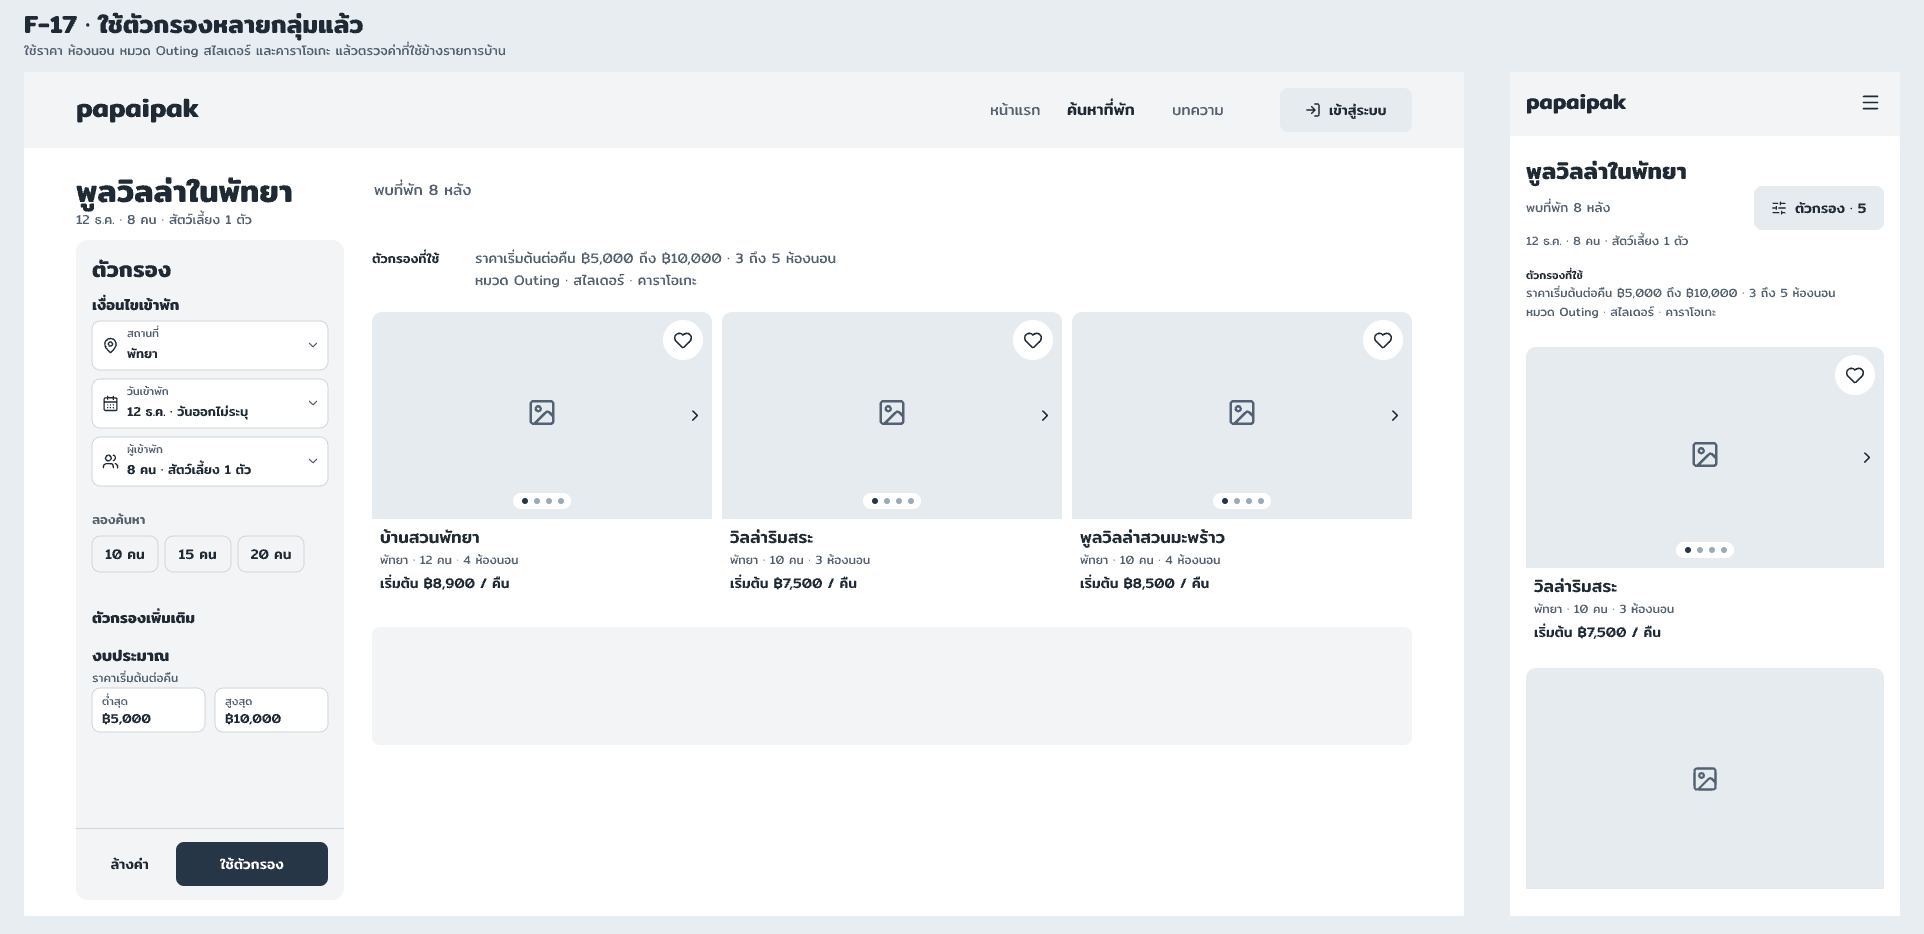 F-17 · ใช้ตัวกรองหลายกลุ่มแล้ว
ใช้ราคา ห้องนอน หมวด Outing สไลเดอร์ และคาราโอเกะ แล้วตรวจค่าที่ใช้ข้างรายการบ้าน
papaipak
หน้าแรก
ค้นหาที่พัก
บทความ
เข้าสู่ระบบ
พูลวิลล่าในพัทยา
12 ธ.ค. · 8 คน · สัตว์เลี้ยง 1 ตัว
ตัวกรอง
เงื่อนไขเข้าพัก
สถานที่
พัทยา
วันเข้าพัก
12 ธ.ค. · วันออกไม่ระบุ
ผู้เข้าพัก
8 คน · สัตว์เลี้ยง 1 ตัว
ลองค้นหา
10 คน
15 คน
20 คน
ตัวกรองเพิ่มเติม
งบประมาณ
ราคาเริ่มต้นต่อคืน
ต่ำสุด
฿5,000
สูงสุด
฿10,000
ล้างค่า
ใช้ตัวกรอง
พบที่พัก 8 หลัง
ตัวกรองที่ใช้
ราคาเริ่มต้นต่อคืน ฿5,000 ถึง ฿10,000 · 3 ถึง 5 ห้องนอน
หมวด Outing · สไลเดอร์ · คาราโอเกะ
บ้านสวนพัทยา
พัทยา · 12 คน · 4 ห้องนอน
เริ่มต้น ฿8,900 / คืน
วิลล่าริมสระ
พัทยา · 10 คน · 3 ห้องนอน
เริ่มต้น ฿7,500 / คืน
พูลวิลล่าสวนมะพร้าว
พัทยา · 10 คน · 4 ห้องนอน
เริ่มต้น ฿8,500 / คืน
papaipak
พูลวิลล่าในพัทยา
พบที่พัก 8 หลัง
ตัวกรอง · 5
12 ธ.ค. · 8 คน · สัตว์เลี้ยง 1 ตัว
ตัวกรองที่ใช้
ราคาเริ่มต้นต่อคืน ฿5,000 ถึง ฿10,000 · 3 ถึง 5 ห้องนอน
หมวด Outing · สไลเดอร์ · คาราโอเกะ
วิลล่าริมสระ
พัทยา · 10 คน · 3 ห้องนอน
เริ่มต้น ฿7,500 / คืน